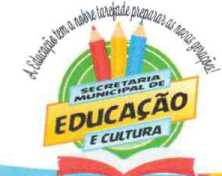 A Educação tem a nobre tarefa de preparar as novas gerações!
SECRETARIA
MUNICIPAL DE
EDUCAÇÃO
E CULTURA